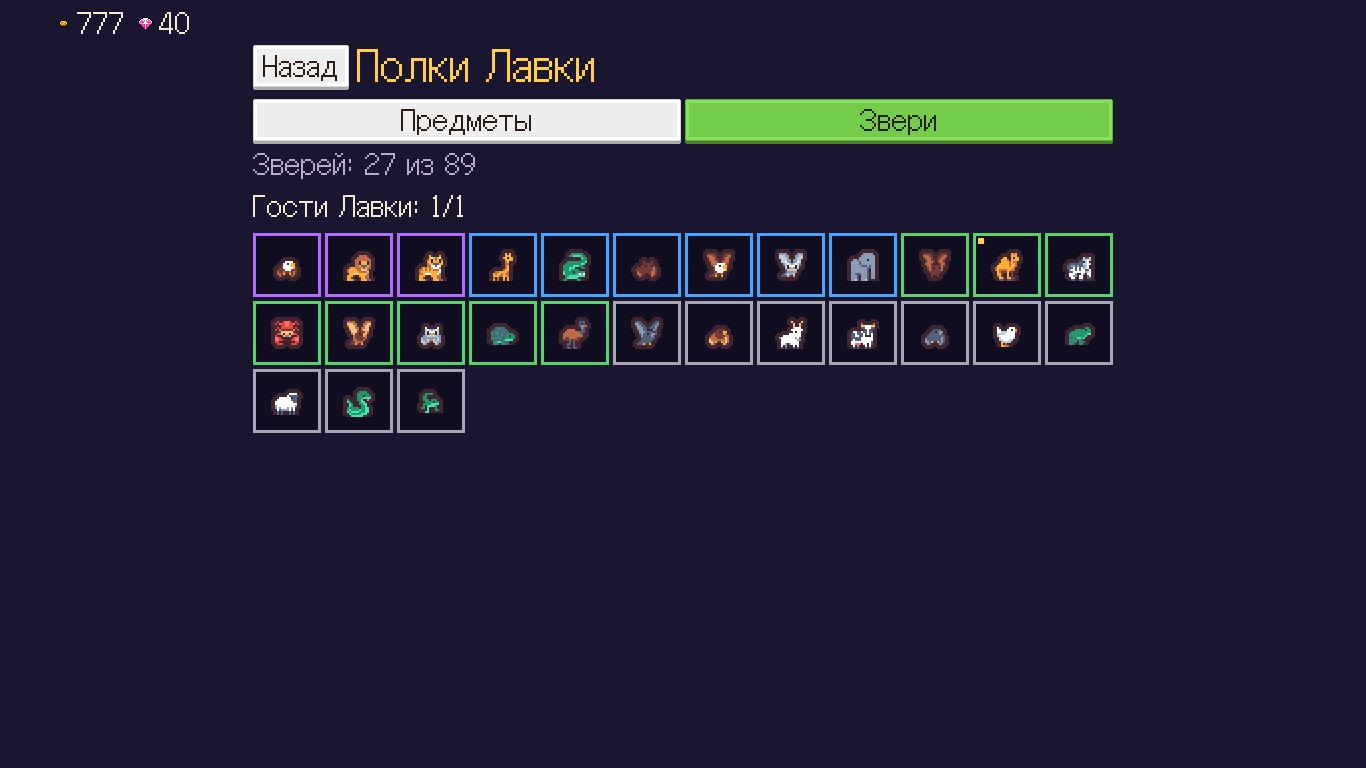 777 40
Назад Полки Лавки
Предметы Звери
Зверей: 27 из 89
Гости Лавки: 1/1